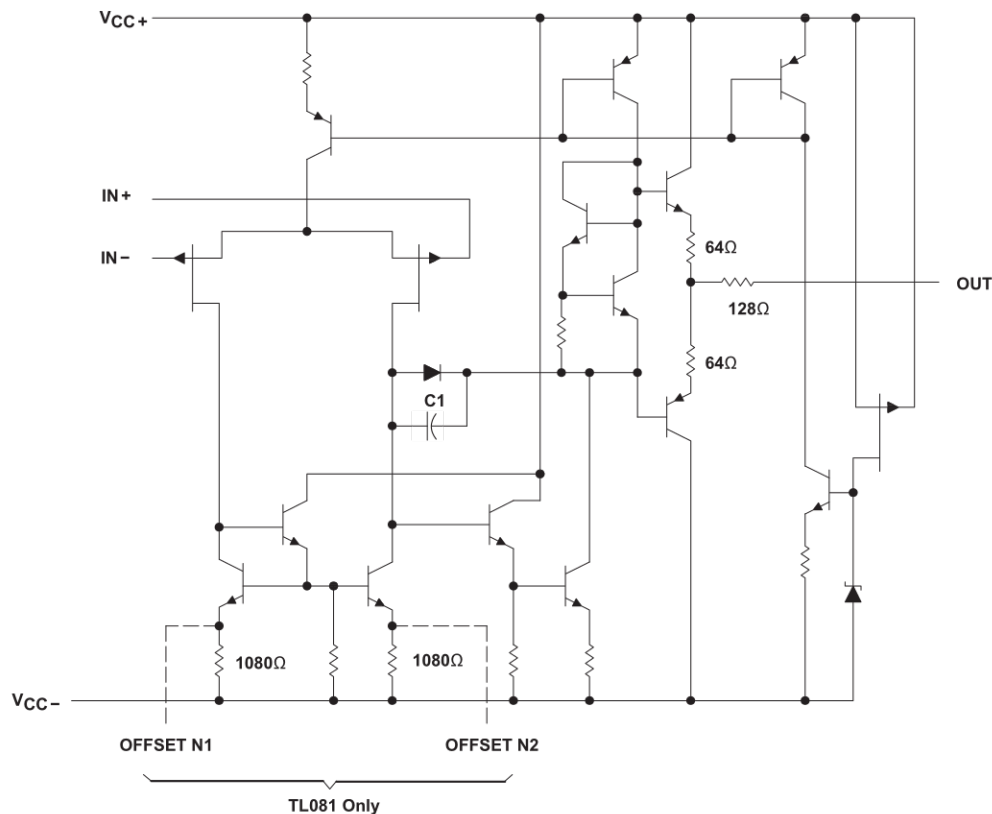 VCC+
IN+
IN−
64Ω
OUT
128Ω
64Ω
C1
1080Ω
1080Ω
VCC−
OFFSET N1
OFFSET N2
TL081 Only